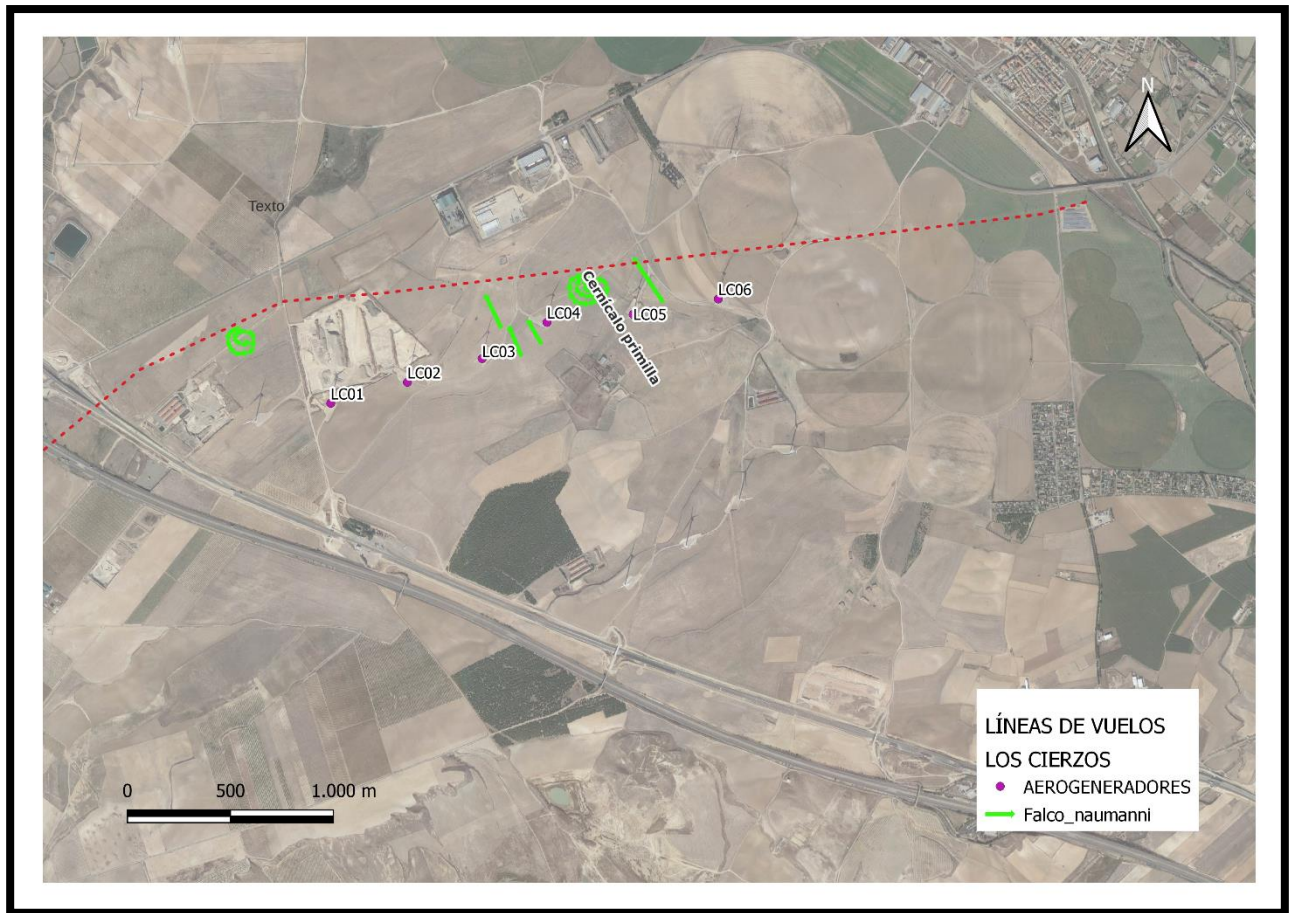 N
Texto
Cernícalo primilla
LC06
LC05
LC04
LC03
LC02
LC01
LÍNEAS DE VUELOS
LOS CIERZOS
AEROGENERADORES
Falco_naumanni
0 500 1.000 m